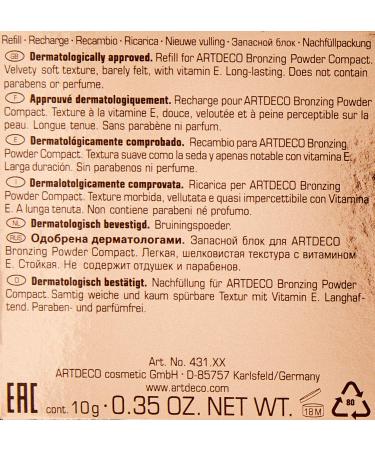 Refill - Recharge - Recambio - Ricarica - Nieuwe vulling - Запасной блок - Nachfüllpackung
GB Dermatologically approved. Refill for ARTDECO Bronzing
Powder Compact.
Velvety soft texture, barely felt, with vitamin E. Long-lasting. Does not contain
parabens or perfume.
F Approuvé dermatologiquement. Recharge pour ARTDECO Bronzing Powder
Compact. Texture à la vitamine E, douce, veloutée et à peine perceptible sur la
peau. Longue tenue. Sans parabène ni parfum.
E Dermatológicamente comprobado. Recambio para ARTDECO Bronzing
Powder Compact. Textura suave como la seda y apenas notable con vitamina E.
Larga duración. Sin parabenos ni perfume.
I Dermatolotgicamente comprovata. Ricarica per ARTDECO Bronzing Powder
Compact. Texture morbida, vellutata e quasi impercettibile con Vitamina
E. A lunga tenuta. Non contiene parabeni né profumo.
NL Dermatologisch bevestigd. Bruiningspoeder.
RUS Одобрена дерматологами. Запасной блок для ARTDECO
Bronzing Powder Compact. Легкая, шелковистая текстура с витамином
Е. Стойкая. Не содержит отдушек и парабенов.
D Dermatologisch bestätigt. Nachfüllung für ARTDECO Bronzing Powder
Compact. Samtig weiche und kaum spürbare Textur mit Vitamin E. Langhaf-
tend. Paraben- und parfümfrei.
Art. No. 431.XX
ARTDECO cosmetic GmbH - D-85757 Karlsfeld/Germany
www.artdeco.com
EAC cont. 10g · 0.35 OZ. NET WT. 18M 80